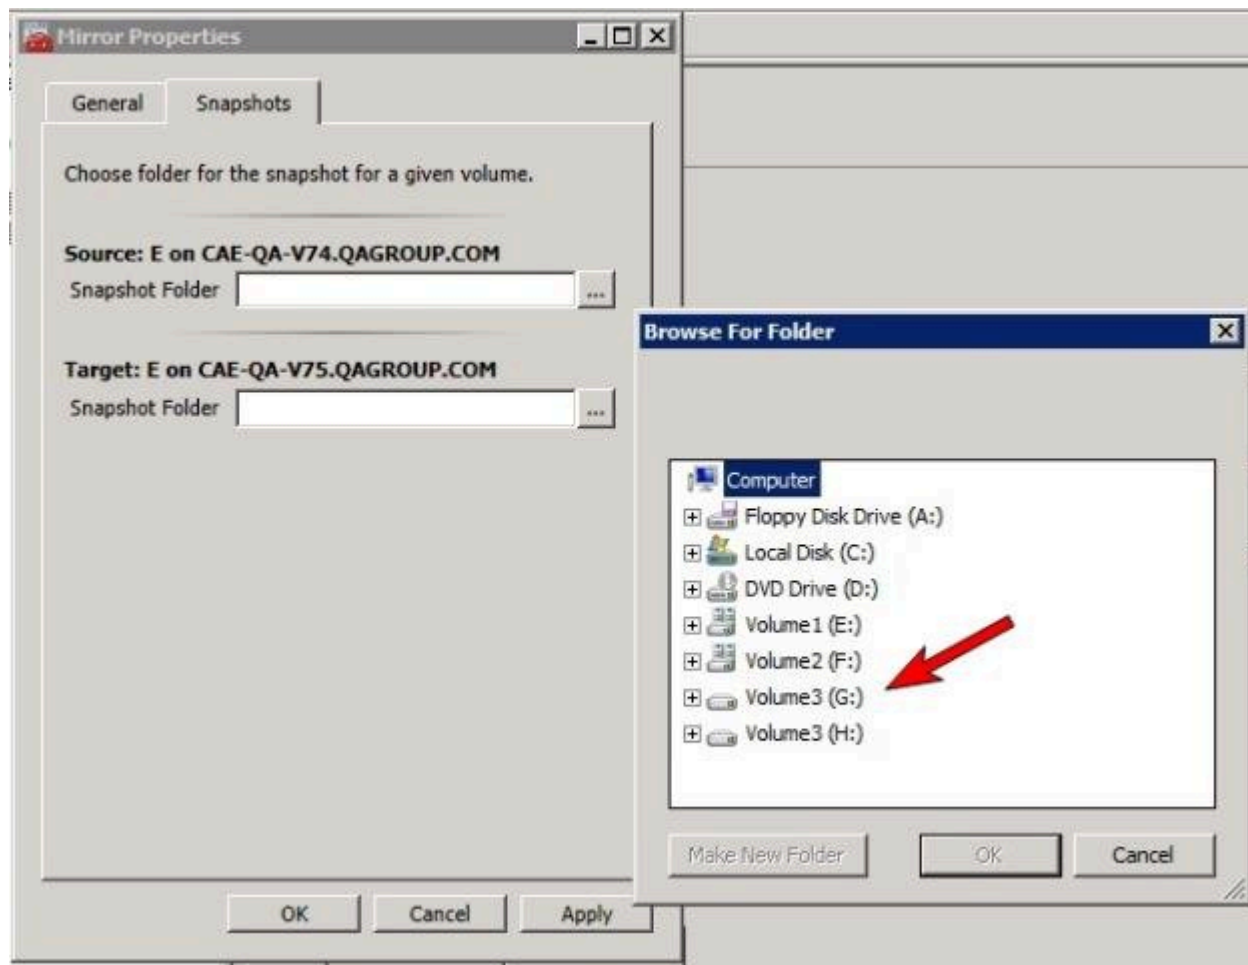 Mirror Properties
General
Snapshots
Choose folder for the snapshot for a given volume.
Source: E on CAE-QA-V74.QAGROUP.COM
Snapshot Folder
...
Target: E on CAE-QA-V75.QAGROUP.COM
Snapshot Folder
...
OK
Cancel
Apply
Browse For Folder
Computer
Floppy Disk Drive (A:)
Local Disk (C:)
DVD Drive (D:)
Volume1 (E:)
Volume2 (F:)
Volume3 (G:)
Volume3 (H:)
Make New Folder
OK
Cancel